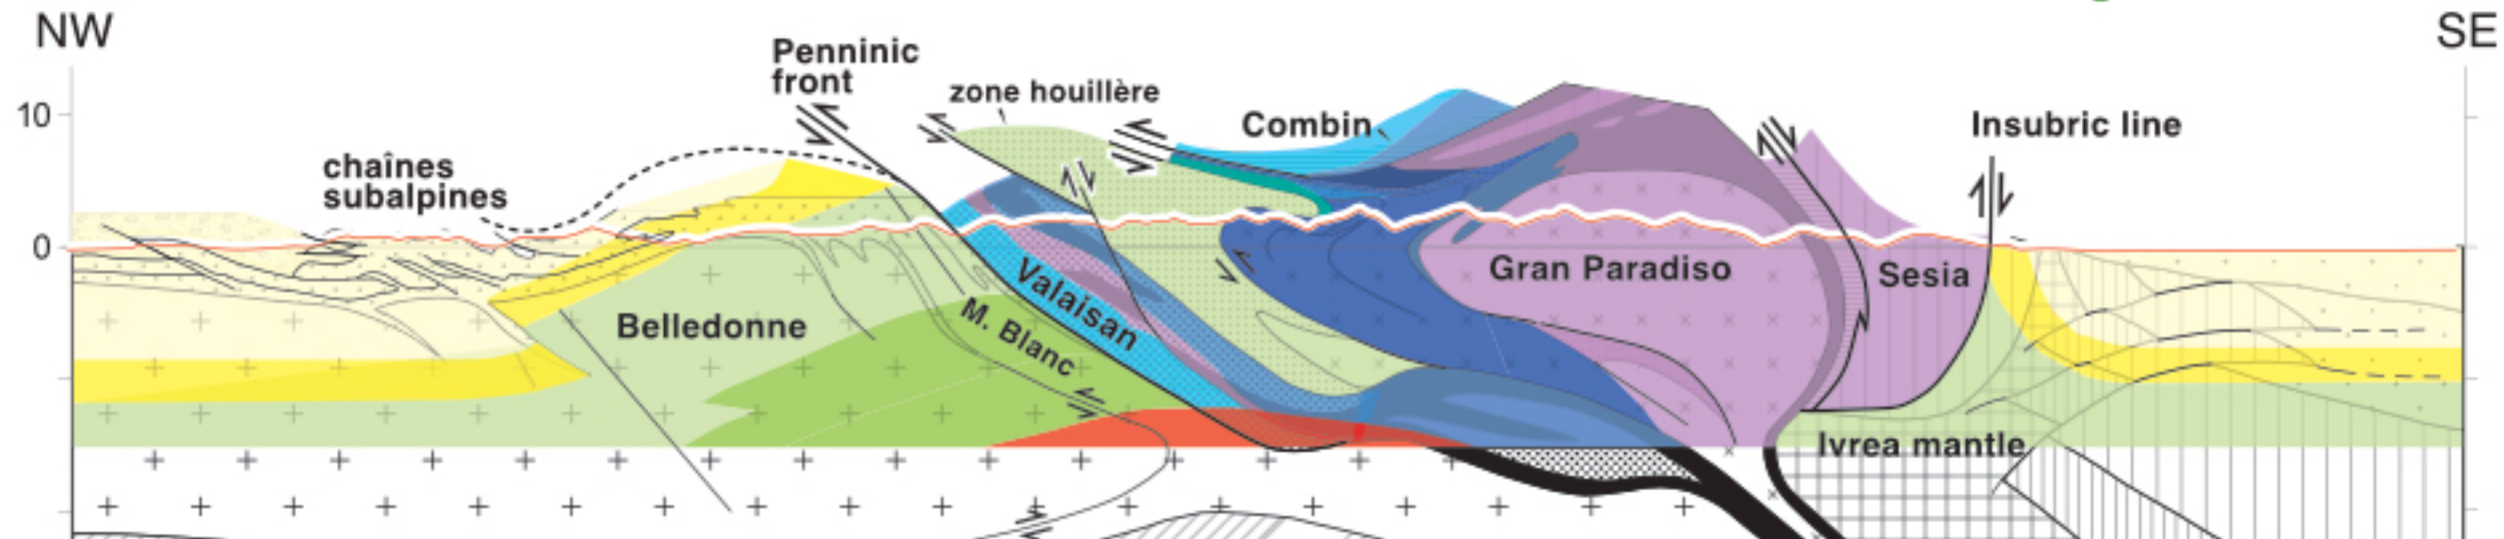 NW
SE
Penninic
front
zone houillère
10
Combin
Insubric line
chaînes
subalpines
0
Gran Paradiso
Sesia
Valaisan
Belledonne
M. Blanc
Ivrea mantle